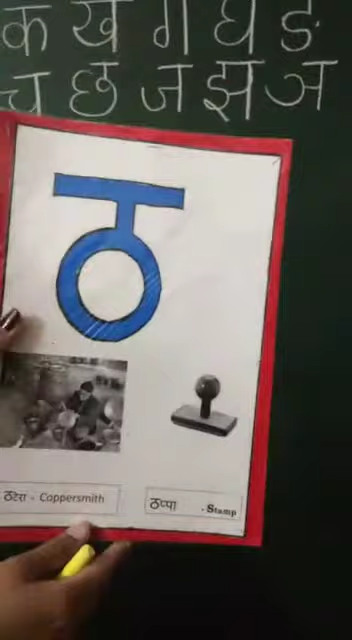 क ख ग घ ङ
च छ ज झ ञ
ठ
ठठेरा - Coppersmith
ठप्पा - Stamp